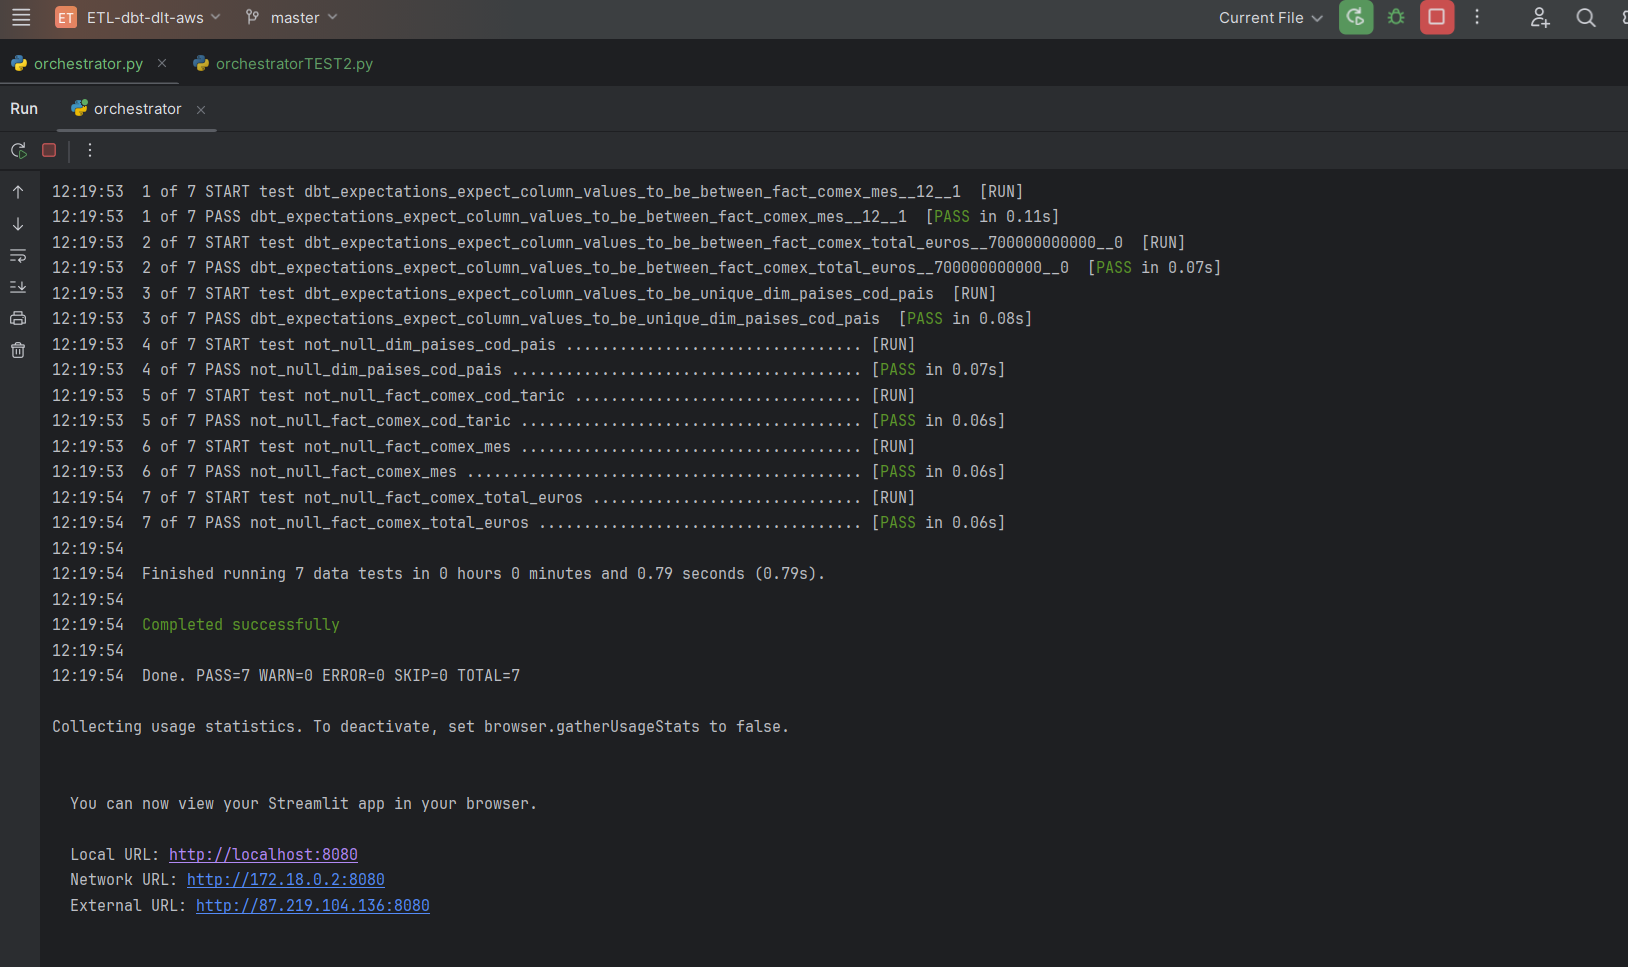 ET ETL-dbt-dlt-aws master Current File
orchestrator.py orchestratorTEST2.py
Run orchestrator
12:19:53 1 of 7 START test dbt_expectations_expect_column_values_to_be_between_fact_comex_mes__12__1 [RUN]
12:19:53 1 of 7 PASS dbt_expectations_expect_column_values_to_be_between_fact_comex_mes__12__1 [PASS in 0.11s]
12:19:53 2 of 7 START test dbt_expectations_expect_column_values_to_be_between_fact_comex_total_euros__700000000000__0 [RUN]
12:19:53 2 of 7 PASS dbt_expectations_expect_column_values_to_be_between_fact_comex_total_euros__700000000000__0 [PASS in 0.07s]
12:19:53 3 of 7 START test dbt_expectations_expect_column_values_to_be_unique_dim_paises_cod_pais [RUN]
12:19:53 3 of 7 PASS dbt_expectations_expect_column_values_to_be_unique_dim_paises_cod_pais [PASS in 0.08s]
12:19:53 4 of 7 START test not_null_dim_paises_cod_pais ................................. [RUN]
12:19:53 4 of 7 PASS not_null_dim_paises_cod_pais ....................................... [PASS in 0.07s]
12:19:53 5 of 7 START test not_null_fact_comex_cod_taric ................................ [RUN]
12:19:53 5 of 7 PASS not_null_fact_comex_cod_taric ...................................... [PASS in 0.06s]
12:19:53 6 of 7 START test not_null_fact_comex_mes ...................................... [RUN]
12:19:53 6 of 7 PASS not_null_fact_comex_mes ............................................ [PASS in 0.06s]
12:19:54 7 of 7 START test not_null_fact_comex_total_euros .............................. [RUN]
12:19:54 7 of 7 PASS not_null_fact_comex_total_euros .................................... [PASS in 0.06s]
12:19:54
12:19:54 Finished running 7 data tests in 0 hours 0 minutes and 0.79 seconds (0.79s).
12:19:54
12:19:54 Completed successfully
12:19:54
12:19:54 Done. PASS=7 WARN=0 ERROR=0 SKIP=0 TOTAL=7
Collecting usage statistics. To deactivate, set browser.gatherUsageStats to false.
You can now view your Streamlit app in your browser.
Local URL: http://localhost:8080
Network URL: http://172.18.0.2:8080
External URL: http://87.219.104.136:8080